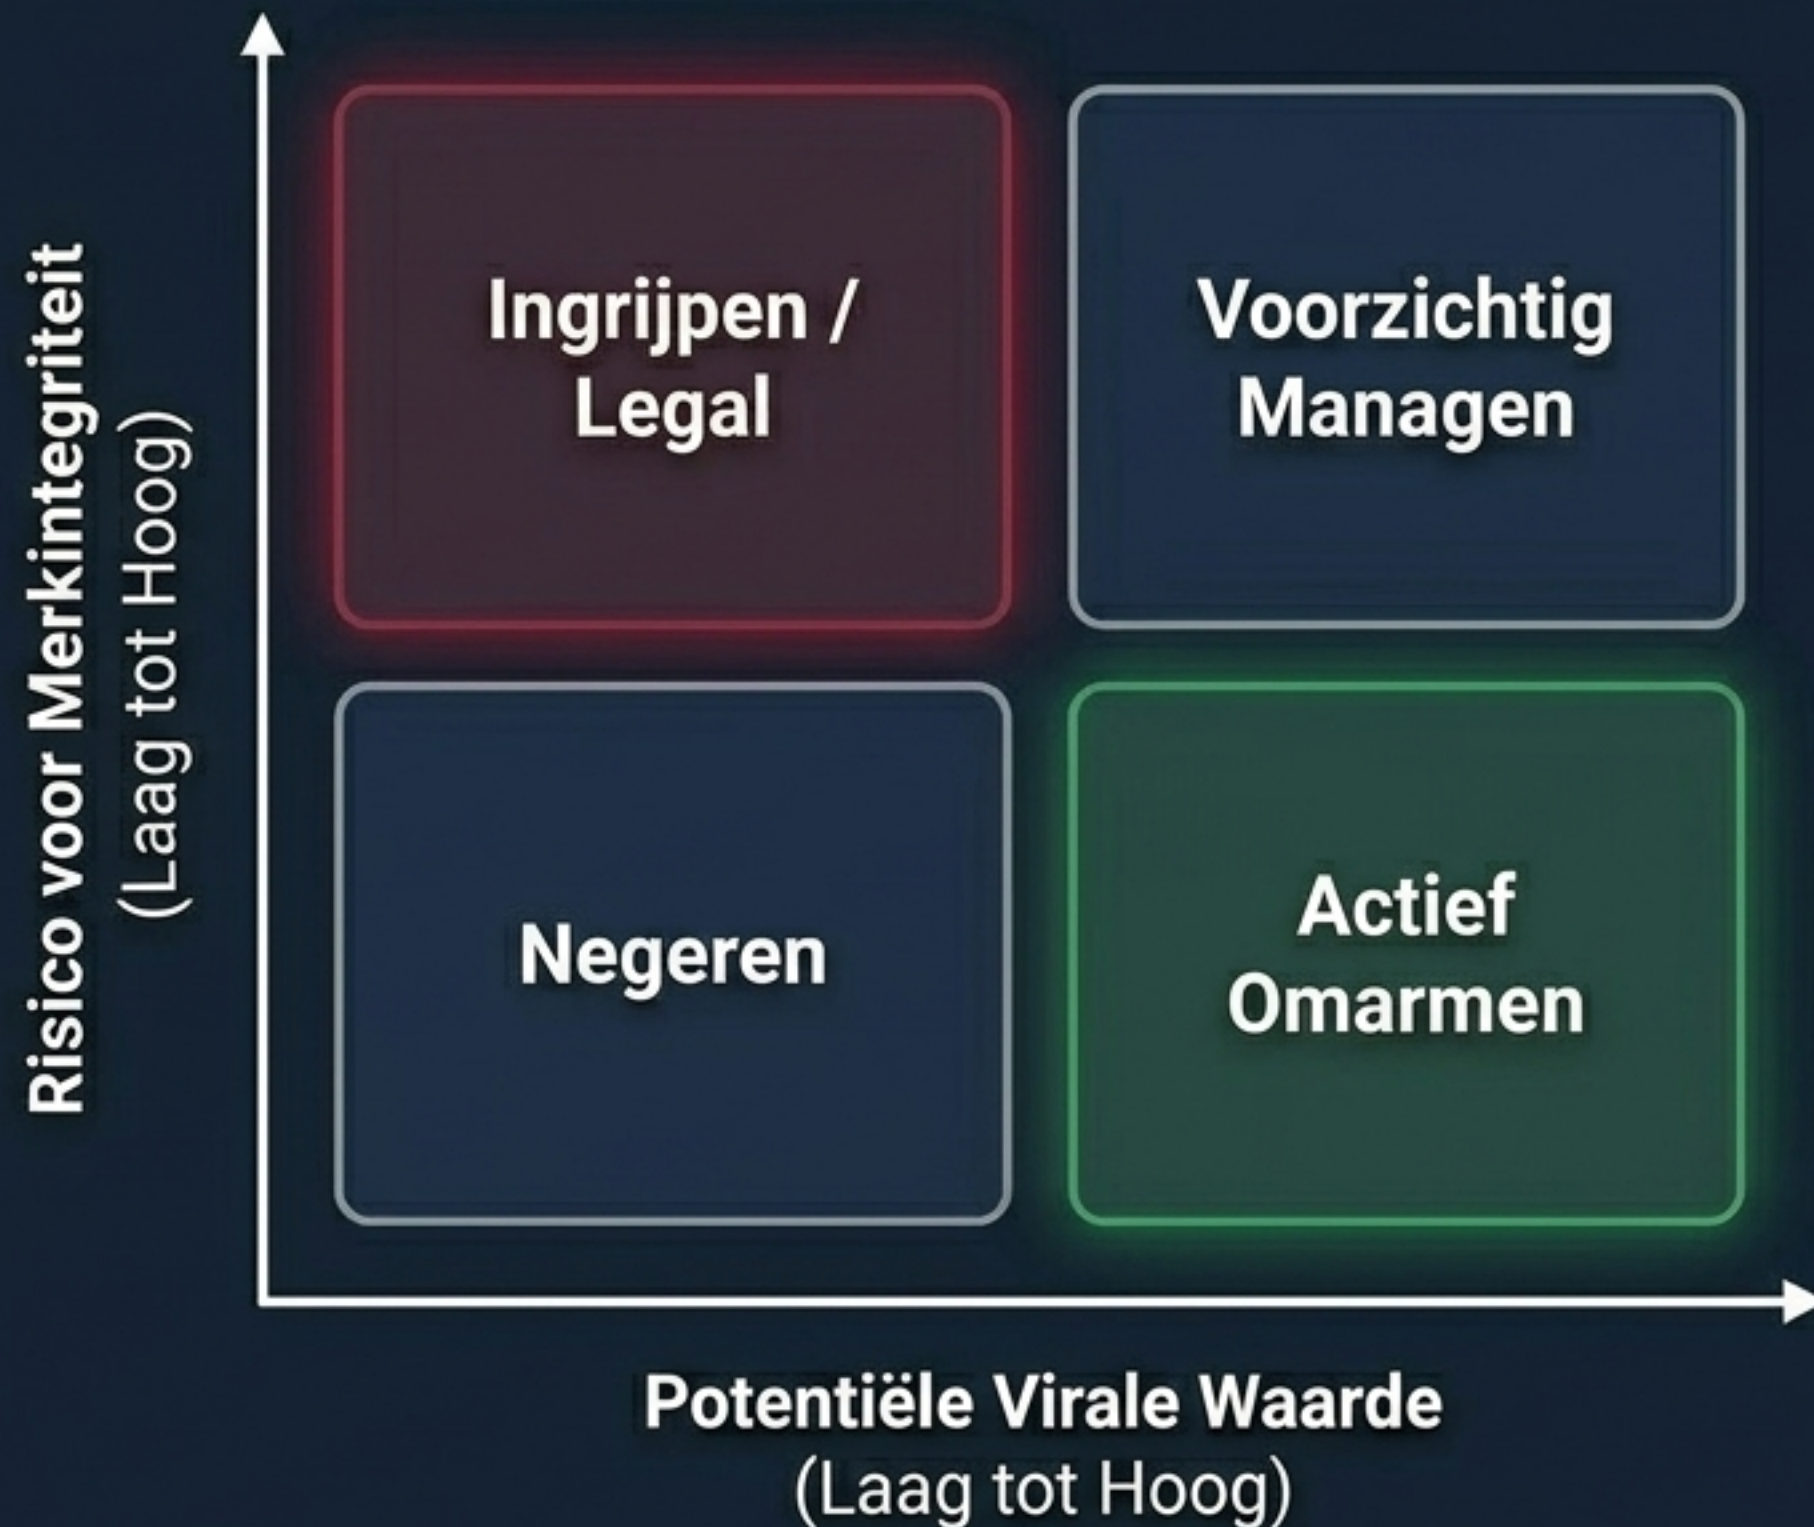 Risico voor Merkintegriteit
(Laag tot Hoog)
Ingrijpen /
Legal
Voorzichtig
Managen
Negeren
Actief
Omarmen
Potentiële Virale Waarde
(Laag tot Hoog)